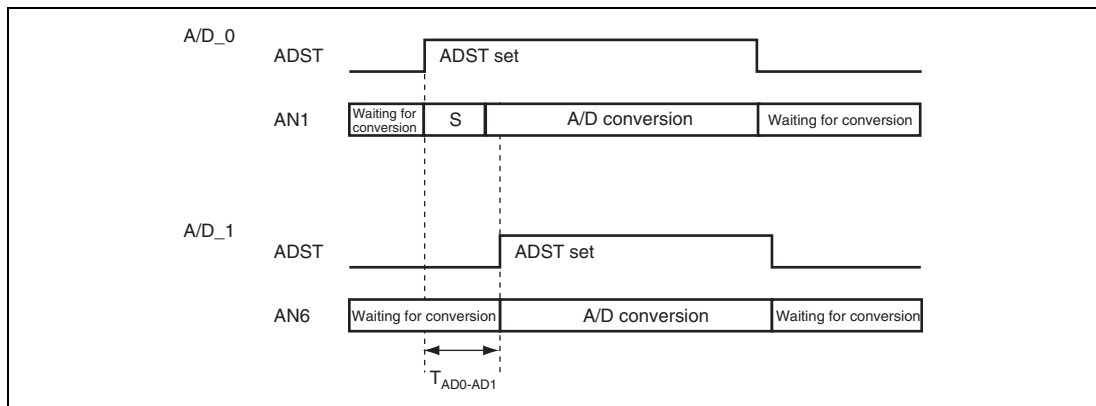 A/D_0
ADST
ADST set
AN1
Waiting for
conversion
S
A/D conversion
Waiting for conversion
A/D_1
ADST
ADST set
AN6
Waiting for conversion
A/D conversion
Waiting for conversion
TAD0-AD1